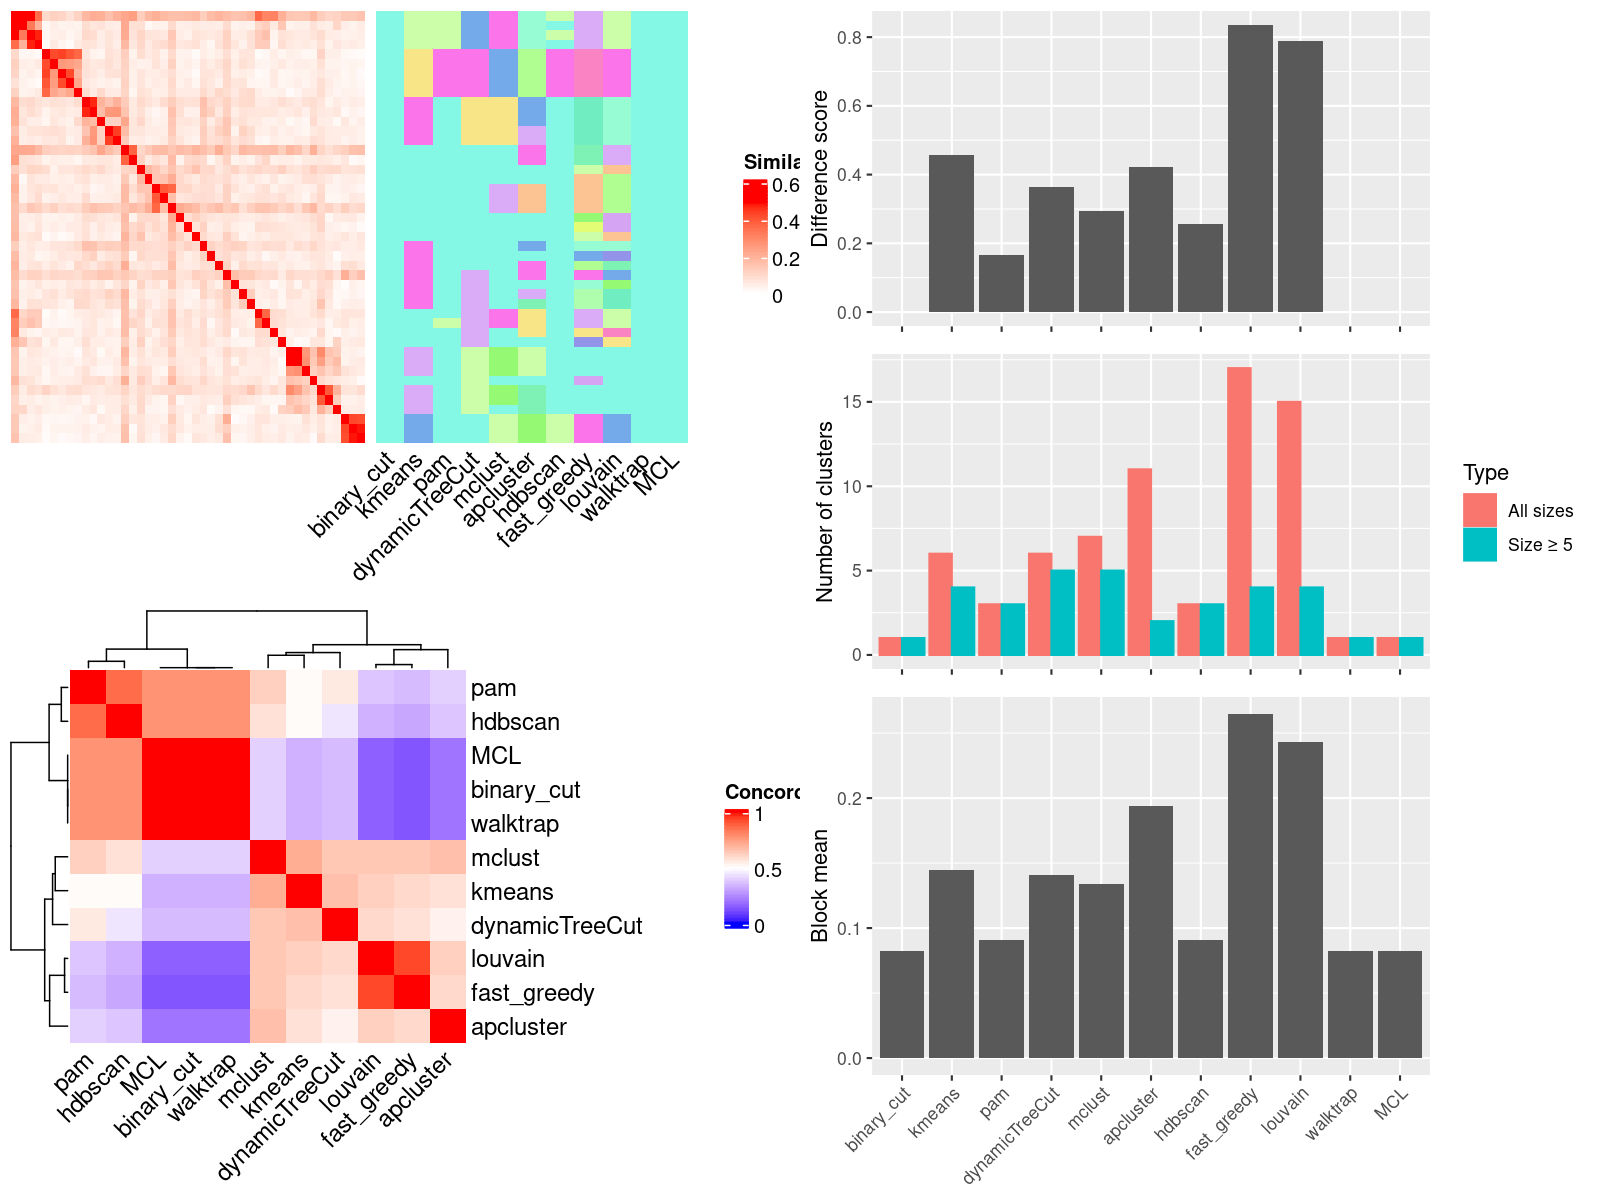 Simila
0.6
0.4
0.2
0
binary_cut
kmeans
pam
dynamicTreeCut
mclust
apcluster
hdbscan
fast_greedy
louvain
walktrap
MCL
Difference score
0.8
0.6
0.4
0.2
0.0
Number of clusters
15
10
5
0
Type
All sizes
Size ≥ 5
pam
hdbscan
MCL
binary_cut
walktrap
mclust
kmeans
dynamicTreeCut
louvain
fast_greedy
apcluster
pam
hdbscan
MCL
binary_cut
walktrap
mclust
kmeans
dynamicTreeCut
louvain
fast_greedy
apcluster
Concord
1
0.5
0
Block mean
0.2
0.1
0.0
binary_cut
kmeans
pam
dynamicTreeCut
mclust
apcluster
hdbscan
fast_greedy
louvain
walktrap
MCL